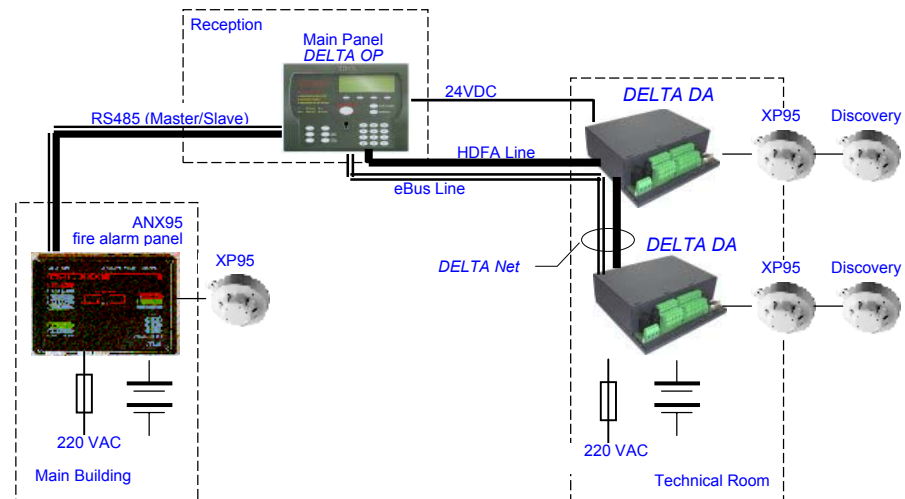 Reception
Main Panel
DELTA OP
24VDC
DELTA DA
XP95
Discovery
RS485 (Master/Slave)
HDFA Line
eBus Line
ANX95
fire alarm panel
XP95
DELTA Net
DELTA DA
XP95
Discovery
220 VAC
Main Building
220 VAC
Technical Room